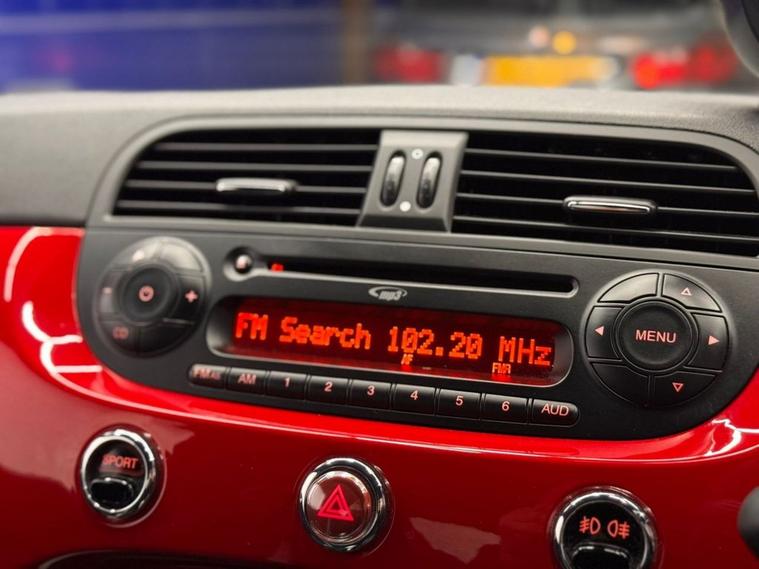 mp3
FM Search 102.20 MHz
AF FMA
CD
MENU
FM AS AM 1 2 3 4 5 6 AUD
SPORT